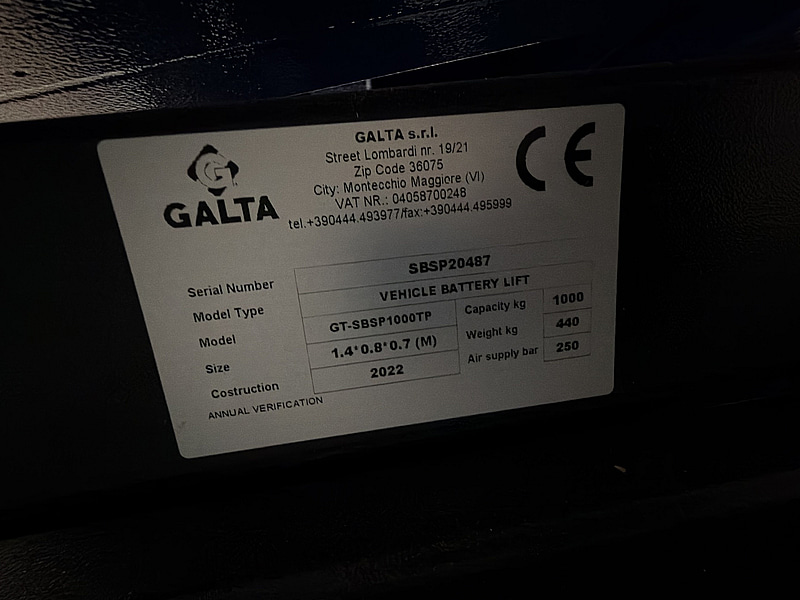 GALTA
GALTA s.r.l.
Street Lombardi nr. 19/21
Zip Code 36075
City: Montecchio Maggiore (VI)
VAT NR.: 04058700248
tel.+390444.493977/fax:+390444.495999
CE
Serial Number SBSP20487
Model Type VEHICLE BATTERY LIFT
Model GT-SBSP1000TP Capacity kg 1000
Size 1.4*0.8*0.7 (M) Weight kg 440
Costruction 2022 Air supply bar 250
ANNUAL VERIFICATION